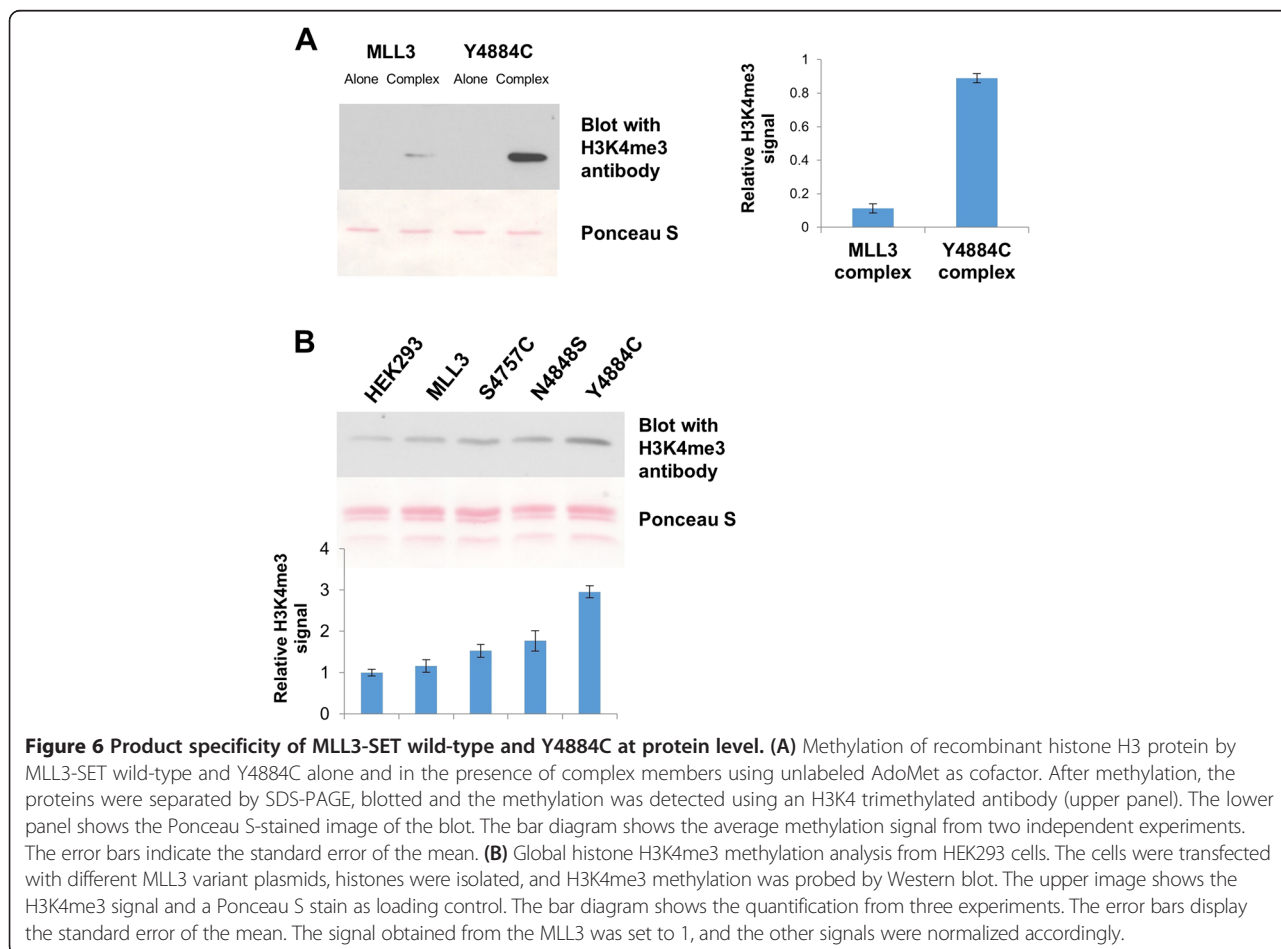 A
MLL3 Y4884C
Alone Complex Alone Complex
Blot with
H3K4me3
antibody
Ponceau S
Relative H3K4me3
signal
1
0.8
0.6
0.4
0.2
0
MLL3
complex
Y4884C
complex
B
HEK293
MLL3
S4757C
N4848S
Y4884C
Blot with
H3K4me3
antibody
Ponceau S
Relative H3K4me3
signal
4
3
2
1
0
Figure 6 Product specificity of MLL3-SET wild-type and Y4884C at protein level. (A) Methylation of recombinant histone H3 protein by
MLL3-SET wild-type and Y4884C alone and in the presence of complex members using unlabeled AdoMet as cofactor. After methylation, the
proteins were separated by SDS-PAGE, blotted and the methylation was detected using an H3K4 trimethylated antibody (upper panel). The lower
panel shows the Ponceau S-stained image of the blot. The bar diagram shows the average methylation signal from two independent experiments.
The error bars indicate the standard error of the mean. (B) Global histone H3K4me3 methylation analysis from HEK293 cells. The cells were transfected
with different MLL3 variant plasmids, histones were isolated, and H3K4me3 methylation was probed by Western blot. The upper image shows the
H3K4me3 signal and a Ponceau S stain as loading control. The bar diagram shows the quantification from three experiments. The error bars display
the standard error of the mean. The signal obtained from the MLL3 was set to 1, and the other signals were normalized accordingly.